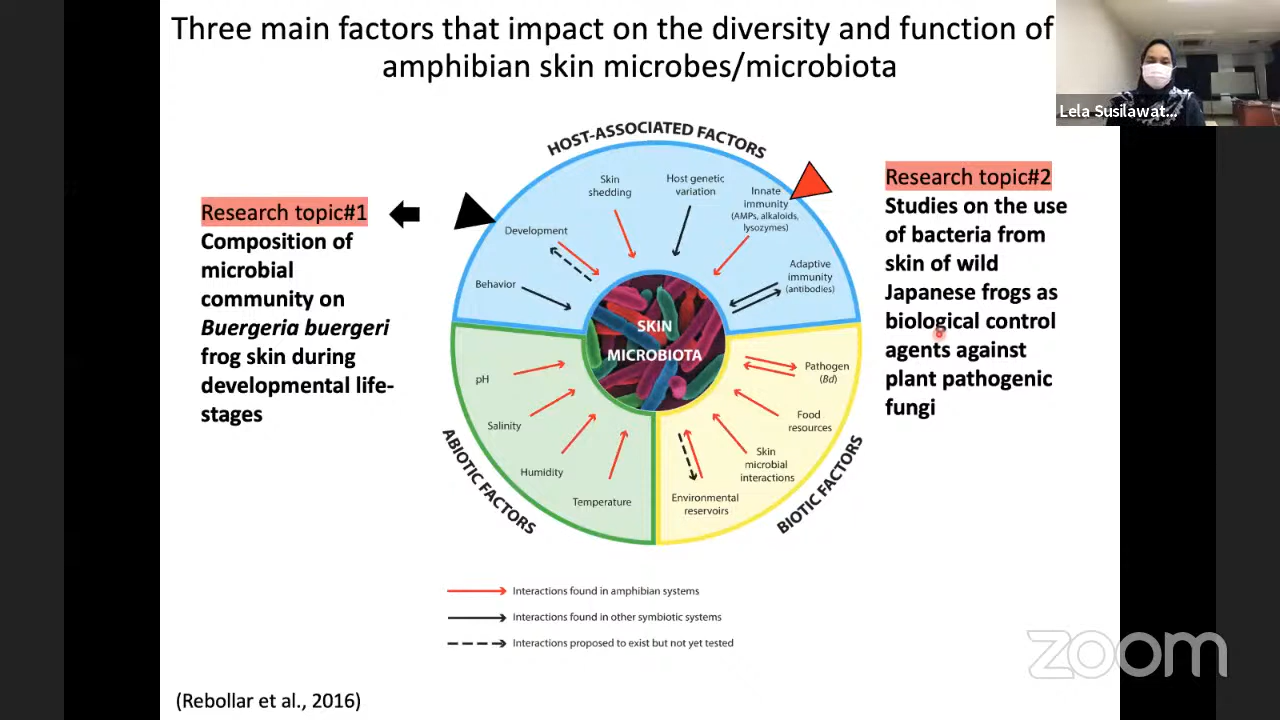 Three main factors that impact on the diversity and function of
amphibian skin microbes/microbiota
Lela Susilawat...
HOST-ASSOCIATED FACTORS
Skin
shedding
Host genetic
variation
Innate
immunity
(AMPs, alkaloids,
lysozymes)
Development
Adaptive
immunity
(antibodies)
Behavior
Research topic#1
Composition of
microbial
community on
Buergeria buergeri
frog skin during
developmental life-
stages
Research topic#2
Studies on the use
of bacteria from
skin of wild
Japanese frogs as
biological control
agents against
plant pathogenic
fungi
SKIN
MICROBIOTA
pH
Salinity
Humidity
Temperature
ABIOTIC FACTORS
Pathogen
(Bd)
Food
resources
Skin
microbial
interactions
Environmental
reservoirs
BIOTIC FACTORS
Interactions found in amphibian systems
Interactions found in other symbiotic systems
Interactions proposed to exist but not yet tested
zoom
(Rebollar et al., 2016)